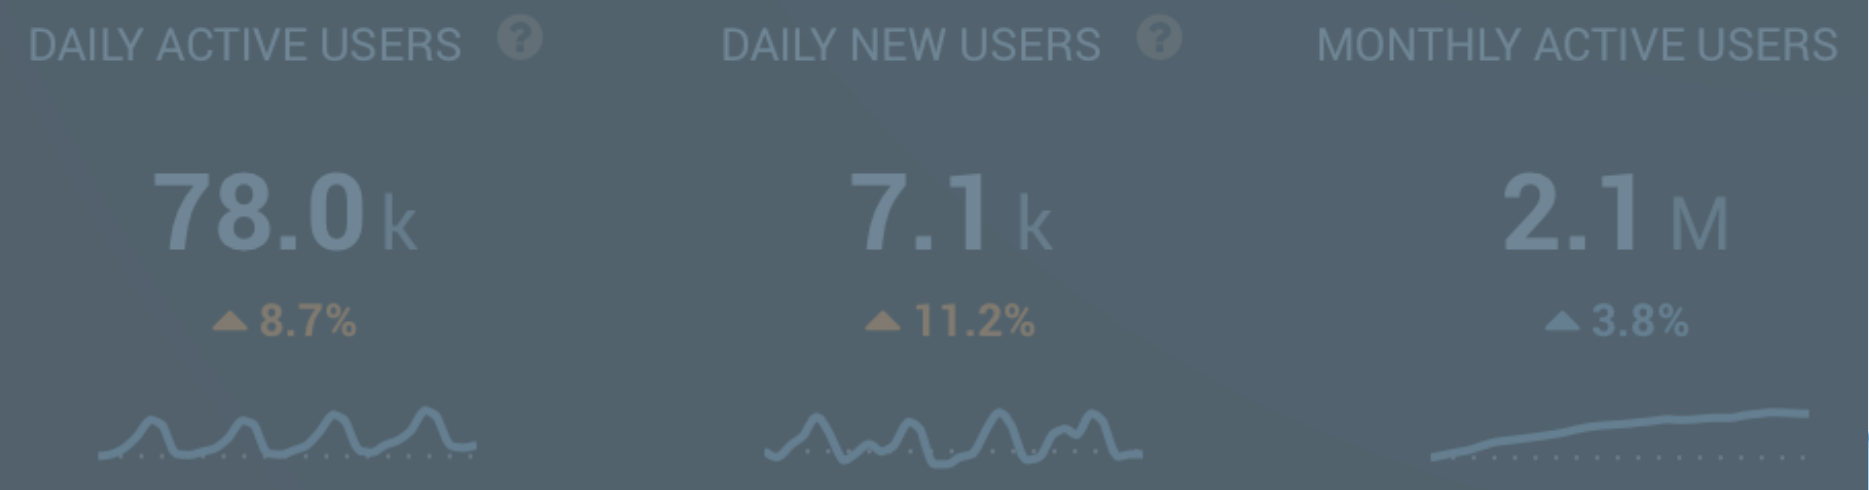 DAILY ACTIVE USERS ?
78.0 k
▲ 8.7%
DAILY NEW USERS ?
7.1 k
▲ 11.2%
MONTHLY ACTIVE USERS
2.1 M
▲ 3.8%